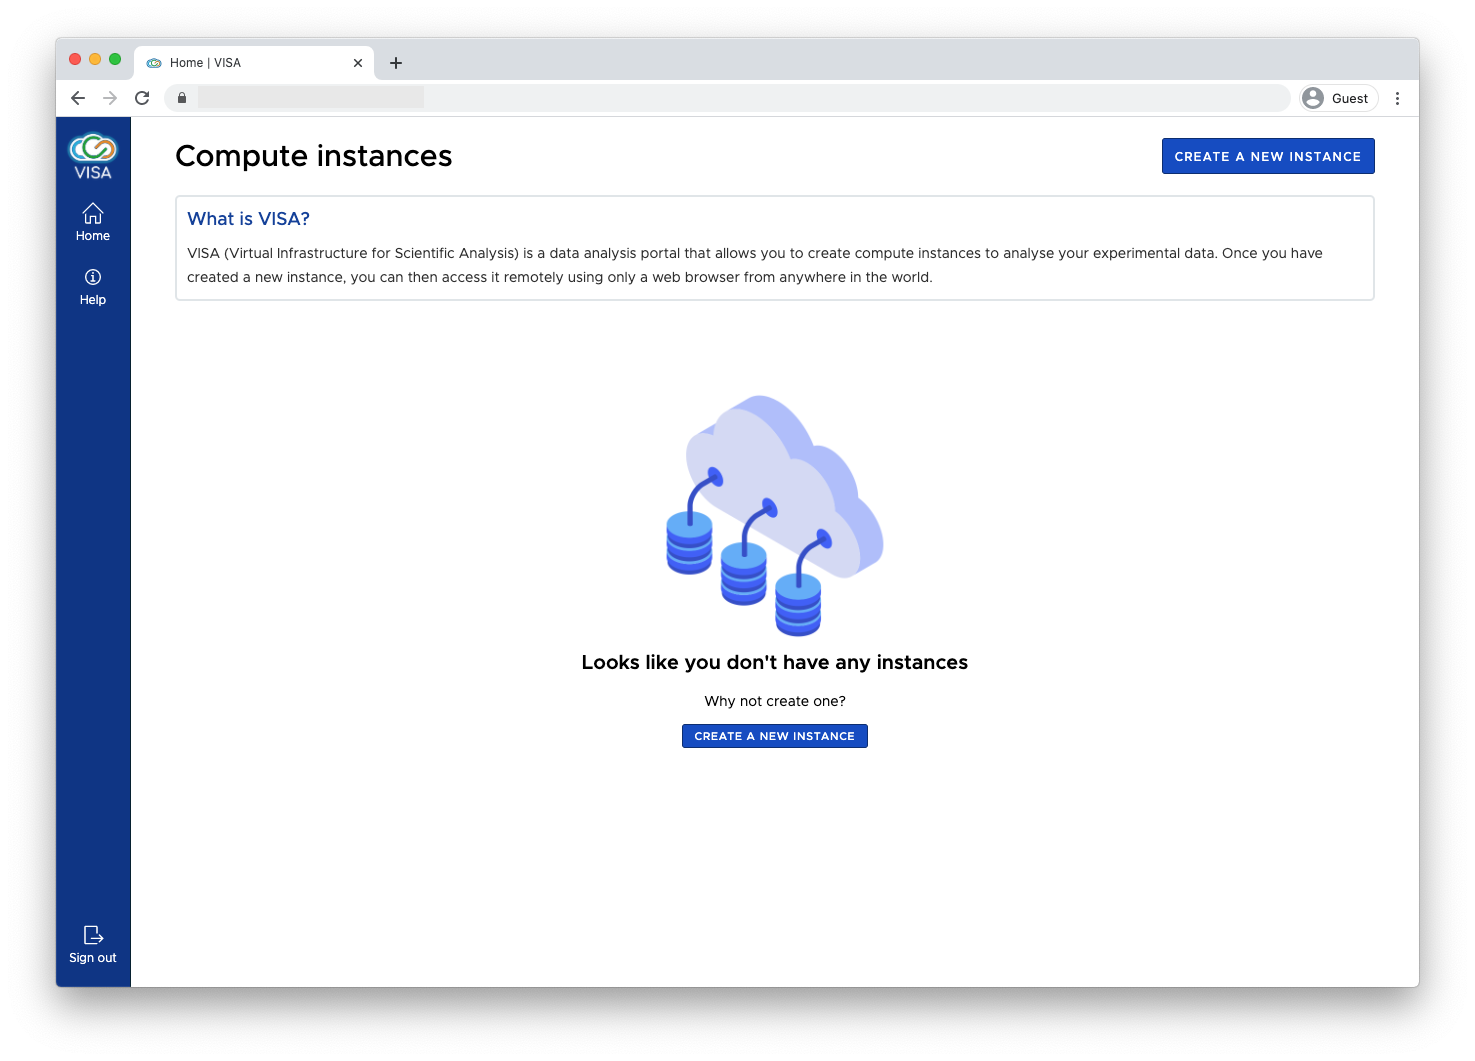 Home | VISA
Guest
VISA
Compute instances
CREATE A NEW INSTANCE
Home
What is VISA?
VISA (Virtual Infrastructure for Scientific Analysis) is a data analysis portal that allows you to create compute instances to analyse your experimental data. Once you have
created a new instance, you can then access it remotely using only a web browser from anywhere in the world.
Help
Looks like you don't have any instances
Why not create one?
CREATE A NEW INSTANCE
Sign out